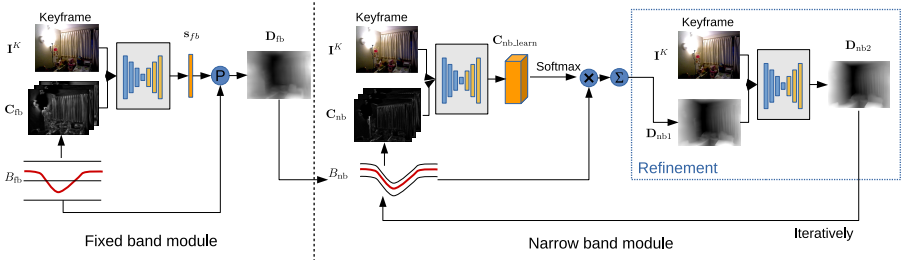 Keyframe
I^K
C_fb
s_fb
P
D_fb
B_fb
Fixed band module
Keyframe
I^K
C_nb
C_nb_learn
Softmax
×
Σ
B_nb
Narrow band module
Keyframe
I^K
D_nb1
D_nb2
Refinement
Iteratively